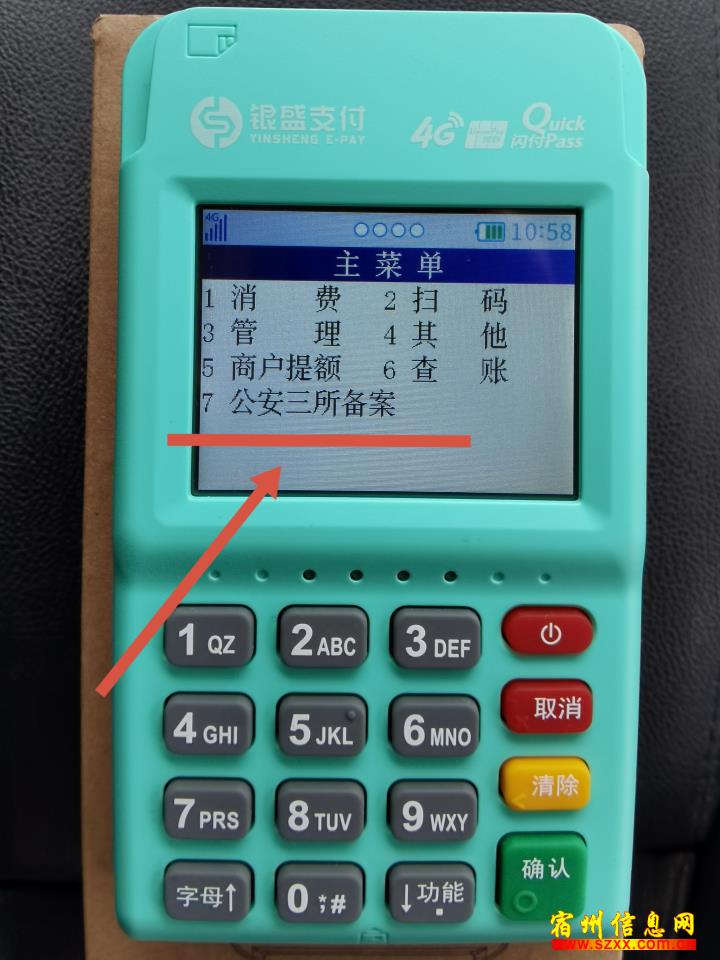 银盛支付
YINSHENG E-PAY
4G
Quick
闪付Pass
4G 10:58
主菜单
1 消费 2 扫码
3 管理 4 其他
5 商户提额 6 查账
7 公安三所备案
1 QZ 2 ABC 3 DEF
4 GHI 5 JKL 6 MNO 取消
7 PRS 8 TUV 9 WXY 清除
字母↑ 0 *;# ↓功能 确认
宿州信息网
www.szxx.com.cn